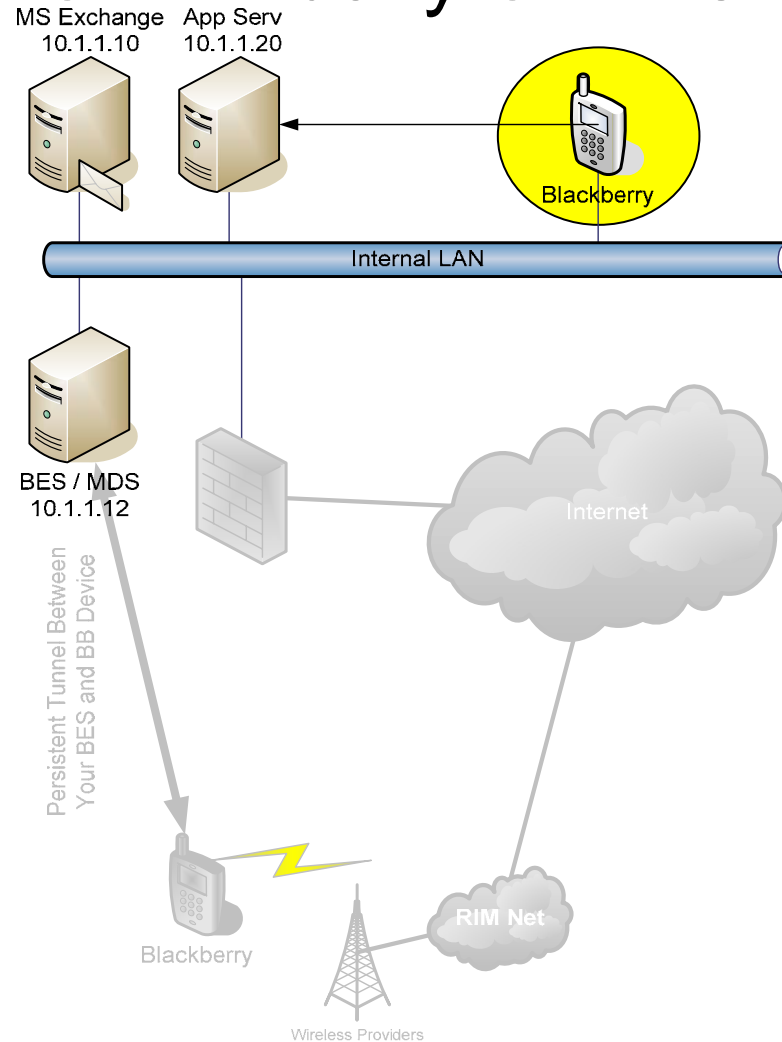 MS Exchange
10.1.1.10
App Serv
10.1.1.20
Blackberry
Internal LAN
BES / MDS
10.1.1.12
Internet
Persistent Tunnel Between
Your BES and BB Device
RIM Net
Blackberry
Wireless Providers